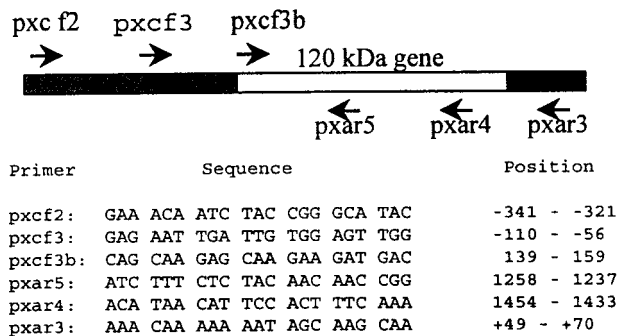 pxc f2 pxcf3 pxcf3b
120 kDa gene
pxar5 pxar4 pxar3
Primer Sequence Position
pxcf2: GAA ACA ATC TAC CGG GCA TAC -341 - -321
pxcf3: GAG AAT TGA TTG TGG AGT TGG -110 - -56
pxcf3b: CAG CAA GAG CAA GAA GAT GAC 139 - 159
pxar5: ATC TTT CTC TAC AAC AAC CGG 1258 - 1237
pxar4: ACA TAA CAT TCC ACT TTC AAA 1454 - 1433
pxar3: AAA CAA AAA AAT AGC AAG CAA +49 - +70